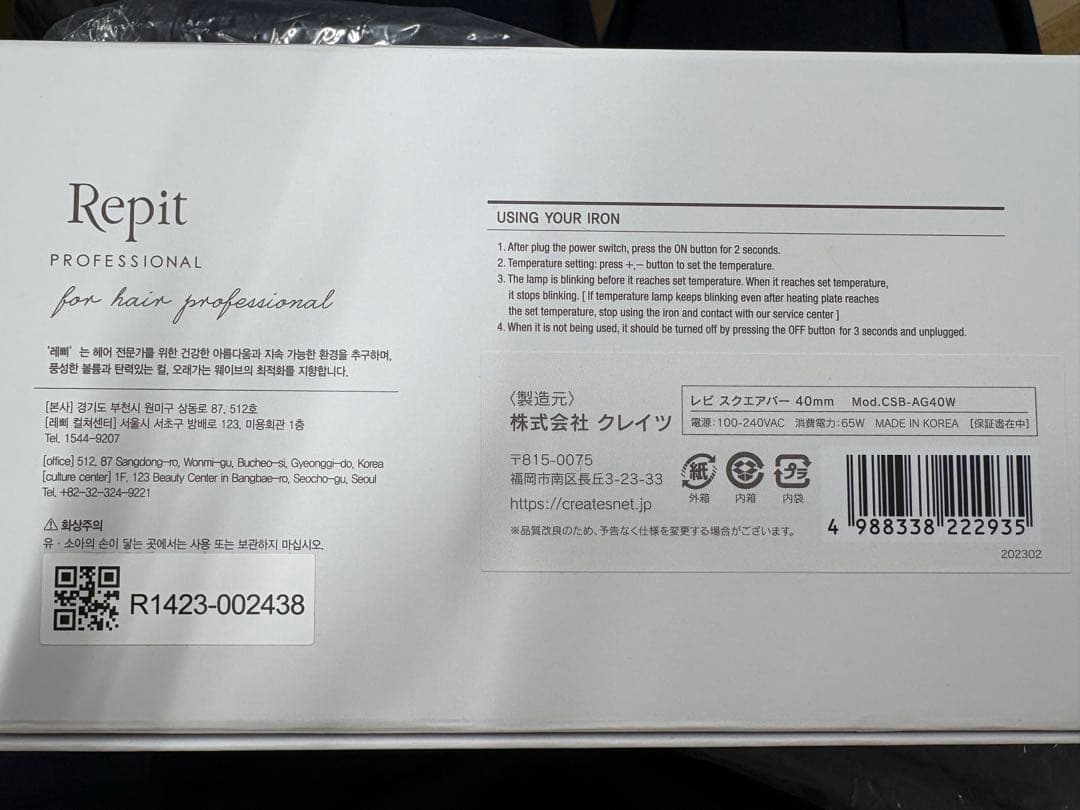 Repit
PROFESSIONAL
for hair professional
'레삐' 는 헤어 전문가를 위한 건강한 아름다움과 지속 가능한 환경을 추구하며,
풍성한 볼륨과 탄력있는 컬, 오래가는 웨이브의 최적화를 지향합니다.
[본사] 경기도 부천시 원미구 상동로 87, 512호
[레삐 컬쳐센터] 서울시 서초구 방배로 123, 미용회관 1층
Tel. 1544-9207
[office] 512, 87 Sangdong-ro, Wonmi-gu, Bucheo-si, Gyeonggi-do, Korea
[culture center] 1F, 123 Beauty Center in Bangbae-ro, Seocho-gu, Seoul
Tel. +82-32-324-9221
⚠ 화상주의
유·소아의 손이 닿는 곳에서는 사용 또는 보관하지 마십시오.
R1423-002438
USING YOUR IRON
1. After plug the power switch, press the ON button for 2 seconds.
2. Temperature setting: press +,− button to set the temperature.
3. The lamp is blinking before it reaches set temperature. When it reaches set temperature,
it stops blinking. [ If temperature lamp keeps blinking even after heating plate reaches
the set temperature, stop using the iron and contact with our service center ]
4. When it is not being used, it should be turned off by pressing the OFF button for 3 seconds and unplugged.
〈製造元〉
株式会社 クレイツ
〒815-0075
福岡市南区長丘3-23-33
https://createsnet.jp
レピ スクエアバー 40mm Mod.CSB-AG40W
電源:100-240VAC 消費電力:65W MADE IN KOREA 【保証書在中】
紙 プラ
外箱 内箱 内袋
※品質改良のため、予告なく仕様を変更する場合がございます。
4 988338 222935
202302